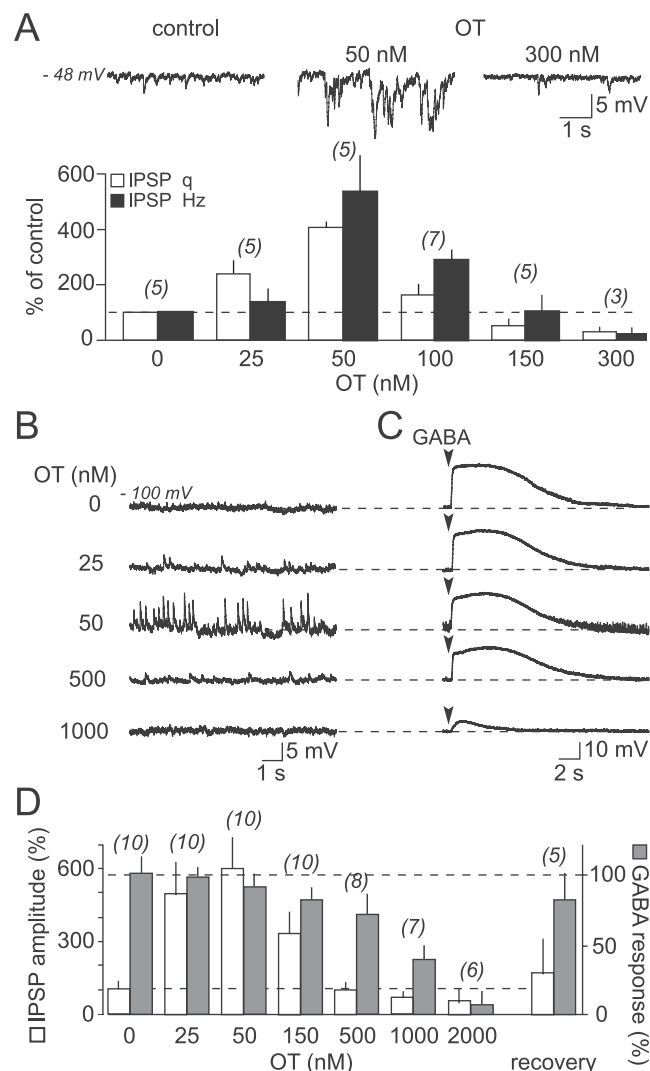 A
control
OT
50 nM
300 nM
- 48 mV
5 mV
1 s
% of control
600
400
200
0
IPSP q
IPSP Hz
(5)
(5)
(5)
(7)
(5)
(3)
0 25 50 100 150 300
OT (nM)
B
C
GABA
OT (nM)
- 100 mV
0
25
50
500
1000
5 mV
1 s
10 mV
2 s
D
IPSP amplitude (%)
600
300
0
(10) (10) (10) (10) (8) (7) (6) (5)
100
50
0
GABA response (%)
0 25 50 150 500 1000 2000
OT (nM)
recovery